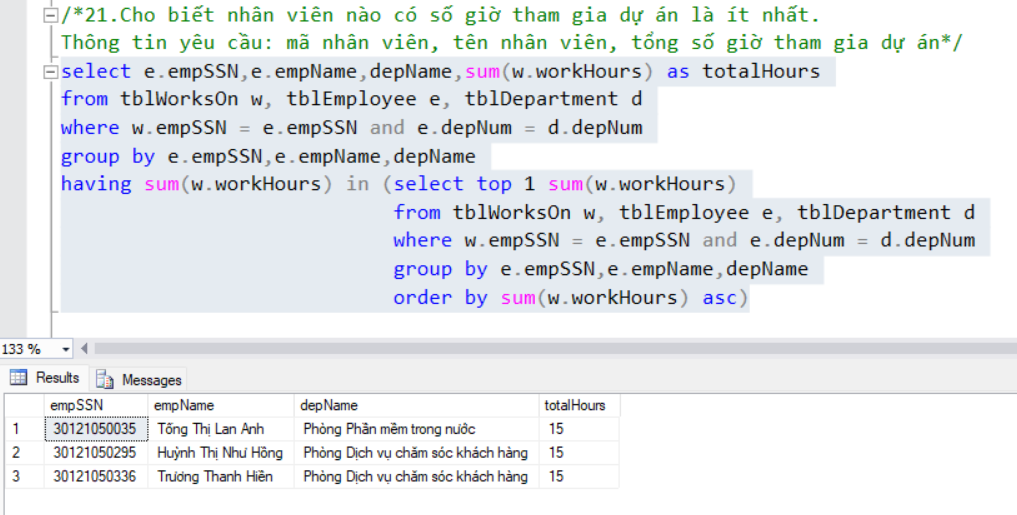 /*21.Cho biết nhân viên nào có số giờ tham gia dự án là ít nhất.
Thông tin yêu cầu: mã nhân viên, tên nhân viên, tổng số giờ tham gia dự án*/
select e.empSSN,e.empName,depName,sum(w.workHours) as totalHours
from tblWorksOn w, tblEmployee e, tblDepartment d
where w.empSSN = e.empSSN and e.depNum = d.depNum
group by e.empSSN,e.empName,depName
having sum(w.workHours) in (select top 1 sum(w.workHours)
from tblWorksOn w, tblEmployee e, tblDepartment d
where w.empSSN = e.empSSN and e.depNum = d.depNum
group by e.empSSN,e.empName,depName
order by sum(w.workHours) asc)
133 %
Results Messages
empSSN empName depName totalHours
1 30121050035 Tống Thị Lan Anh Phòng Phần mềm trong nước 15
2 30121050295 Huỳnh Thị Như Hồng Phòng Dịch vụ chăm sóc khách hàng 15
3 30121050336 Trương Thanh Hiền Phòng Dịch vụ chăm sóc khách hàng 15